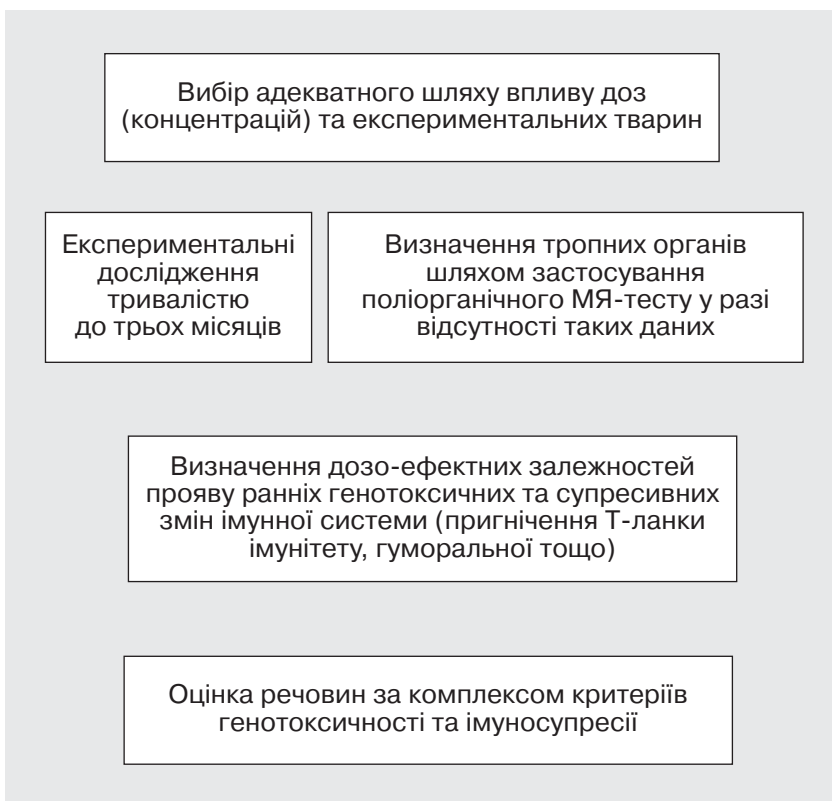 Вибір адекватного шляху впливу доз
(концентрацій) та експериментальних тварин
Експериментальні
дослідження
тривалістю
до трьох місяців
Визначення тропних органів
шляхом застосування
поліорганічного МЯ-тесту у разі
відсутності таких даних
Визначення дозо-ефектних залежностей
прояву ранніх генотоксичних та супресивних
змін імунної системи (пригнічення Т-ланки
імунітету, гуморальної тощо)
Оцінка речовин за комплексом критеріїв
генотоксичності та імуносупресії